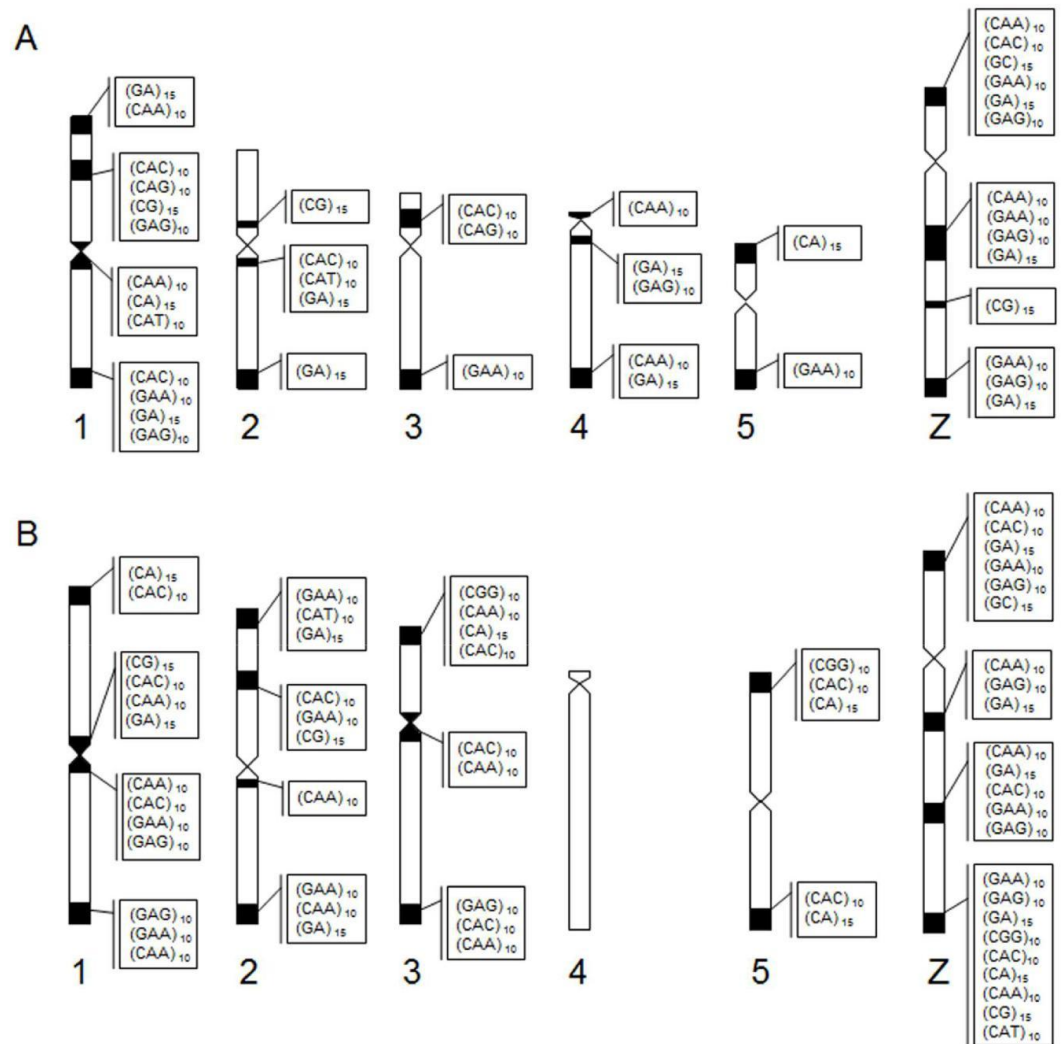 A
(GA)₁₅
(CAA)₁₀
(CAC)₁₀
(CAG)₁₀
(CG)₁₅
(GAG)₁₀
(CAA)₁₀
(CA)₁₅
(CAT)₁₀
(CAC)₁₀
(GAA)₁₀
(GA)₁₅
(GAG)₁₀
1
(CG)₁₅
(CAC)₁₀
(CAT)₁₀
(GA)₁₅
(GA)₁₅
2
(CAC)₁₀
(CAG)₁₀
(GAA)₁₀
3
(CAA)₁₀
(GA)₁₅
(GAG)₁₀
(CAA)₁₀
(GA)₁₅
4
(CA)₁₅
(GAA)₁₀
5
(CAA)₁₀
(CAC)₁₀
(GC)₁₅
(GAA)₁₀
(GA)₁₅
(GAG)₁₀
(CAA)₁₀
(GAA)₁₀
(GAG)₁₀
(GA)₁₅
(CG)₁₅
(GAA)₁₀
(GAG)₁₀
(GA)₁₅
Z
B
(CA)₁₅
(CAC)₁₀
(CG)₁₅
(CAC)₁₀
(CAA)₁₀
(GA)₁₅
(CAA)₁₀
(CAC)₁₀
(GAA)₁₀
(GAG)₁₀
(GAG)₁₀
(GAA)₁₀
(CAA)₁₀
1
(GAA)₁₀
(CAT)₁₀
(GA)₁₅
(CAC)₁₀
(GAA)₁₀
(CG)₁₅
(CAA)₁₀
(GAA)₁₀
(CAA)₁₀
(GA)₁₅
2
(CGG)₁₀
(CAA)₁₀
(CA)₁₅
(CAC)₁₀
(CAC)₁₀
(CAA)₁₀
(GAG)₁₀
(CAC)₁₀
(CAA)₁₀
3
4
(CGG)₁₀
(CAC)₁₀
(CA)₁₅
(CAC)₁₀
(CA)₁₅
5
(CAA)₁₀
(CAC)₁₀
(GA)₁₅
(GAA)₁₀
(GAG)₁₀
(GC)₁₅
(CAA)₁₀
(GAG)₁₀
(GA)₁₅
(CAA)₁₀
(GA)₁₅
(CAC)₁₀
(GAA)₁₀
(GAG)₁₀
(GAA)₁₀
(GAG)₁₀
(GA)₁₅
(CGG)₁₀
(CAC)₁₀
(CA)₁₅
(CAA)₁₀
(CG)₁₅
(CAT)₁₀
Z